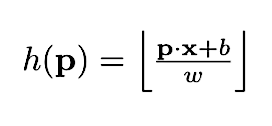 h(𝐩) = ⌊(𝐩·𝐱+b)/w⌋